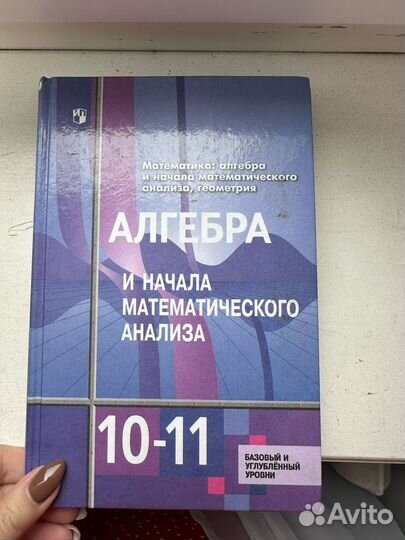 Математика: алгебра
и начала математического
анализа, геометрия
АЛГЕБРА
И НАЧАЛА
МАТЕМАТИЧЕСКОГО
АНАЛИЗА
10-11
БАЗОВЫЙ И
УГЛУБЛЁННЫЙ
УРОВНИ
Avito